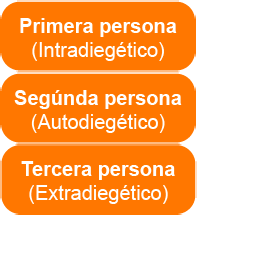 Primera persona
(Intradiegético)
Segúnda persona
(Autodiegético)
Tercera persona
(Extradiegético)